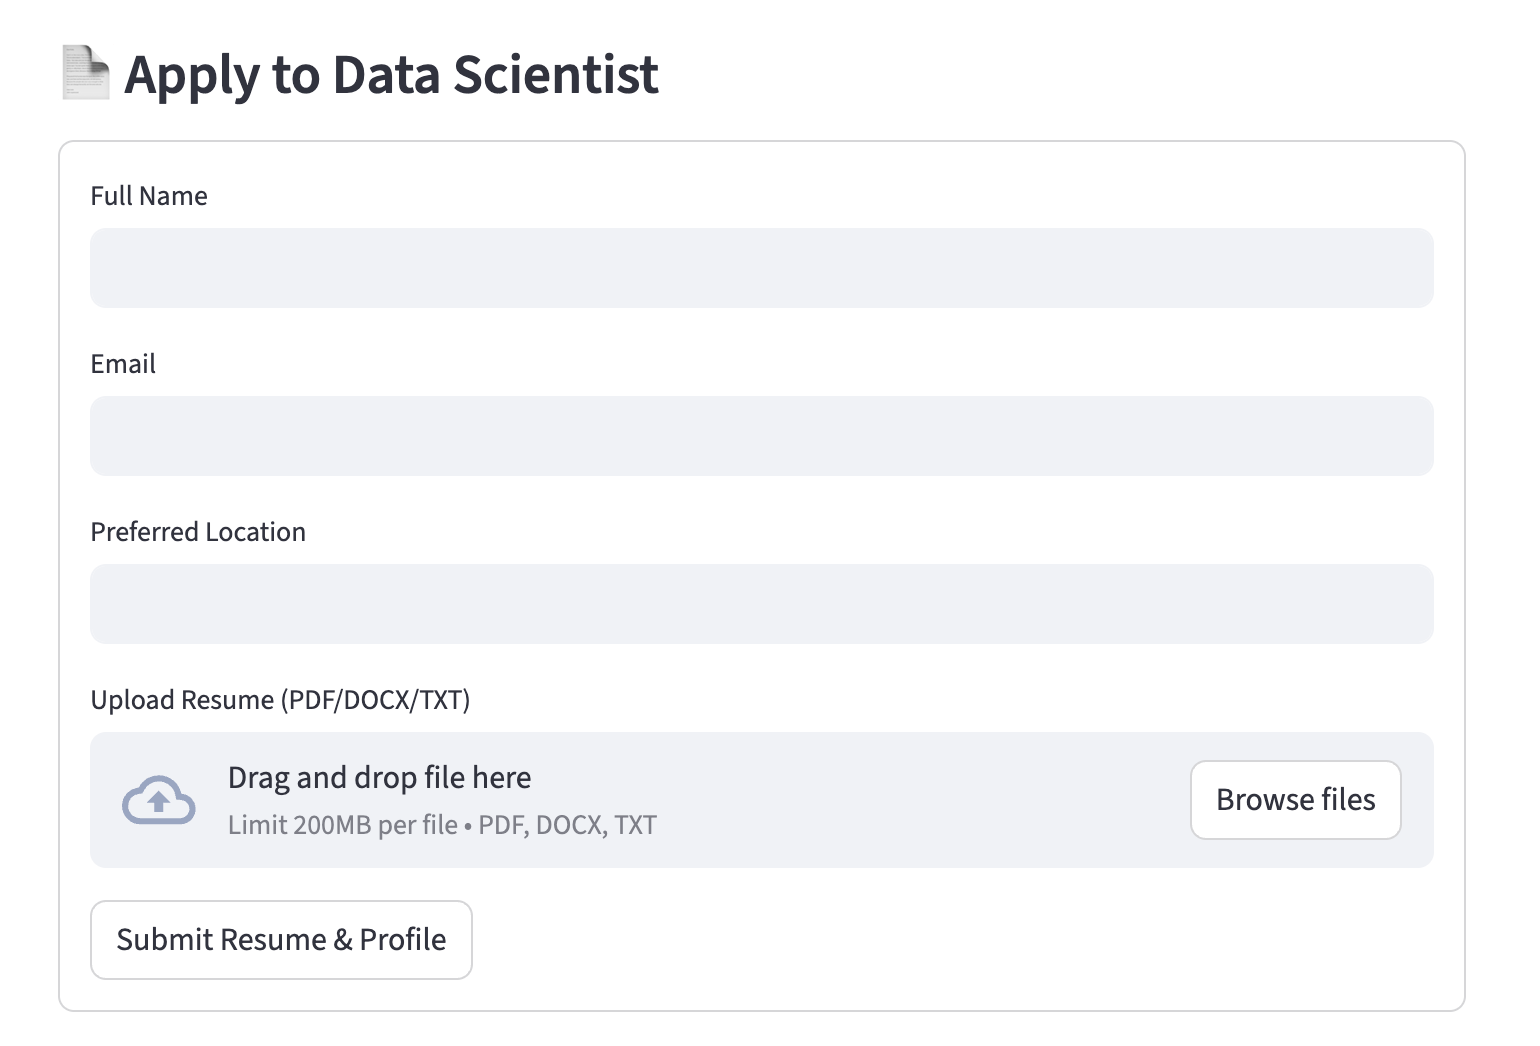 Apply to Data Scientist
Full Name
Email
Preferred Location
Upload Resume (PDF/DOCX/TXT)
Drag and drop file here
Limit 200MB per file • PDF, DOCX, TXT
Browse files
Submit Resume & Profile